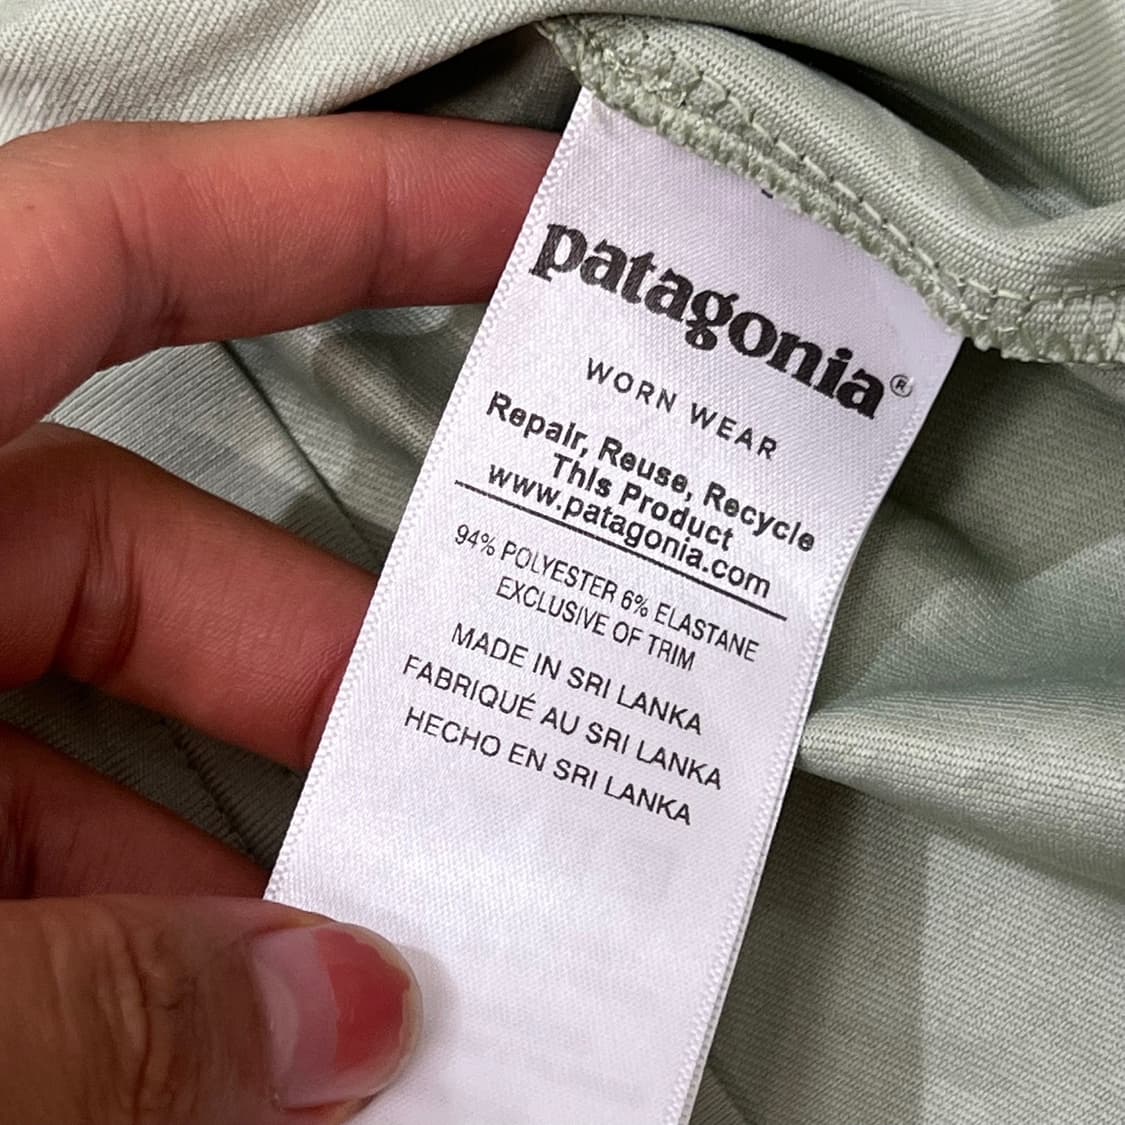 patagonia®
WORN WEAR
Repair, Reuse, Recycle
This Product
www.patagonia.com
94% POLYESTER 6% ELASTANE
EXCLUSIVE OF TRIM
MADE IN SRI LANKA
FABRIQUÉ AU SRI LANKA
HECHO EN SRI LANKA